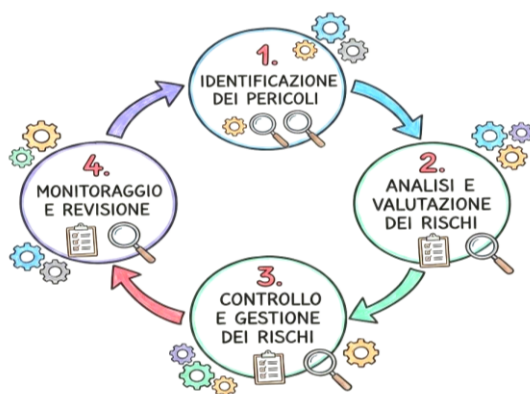 1.
IDENTIFICAZIONE
DEI PERICOLI
2.
ANALISI E
VALUTAZIONE
DEI RISCHI
3.
CONTROLLO
E GESTIONE
DEI RISCHI
4.
MONITORAGGIO
E REVISIONE